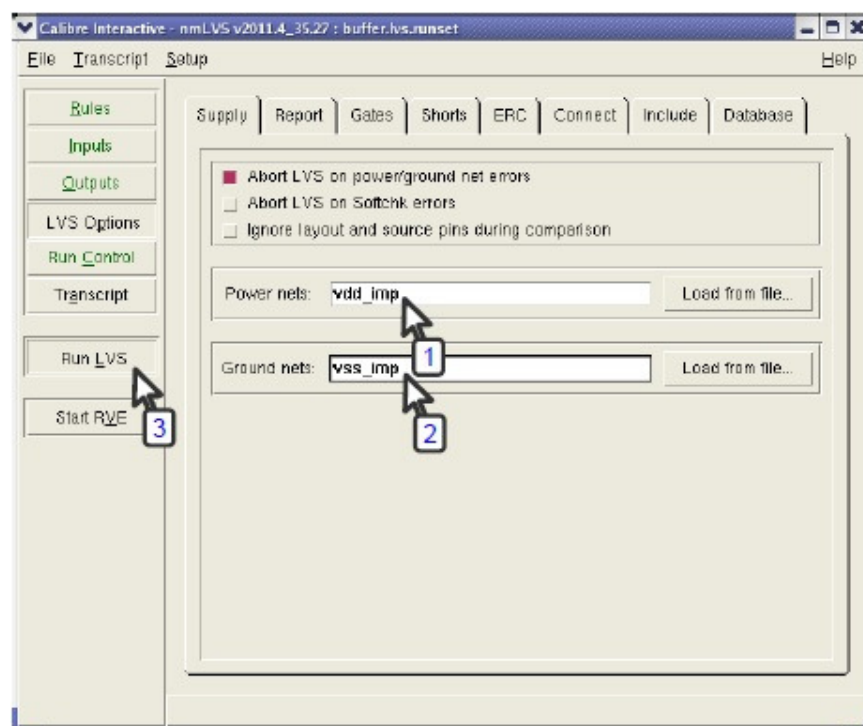 Calibre Interactive - nmLVS v2011.4_35.27 : buffer.lvs.runset
File Transcript Setup Help
Rules
Inputs
Outputs
LVS Options
Run Control
Transcript
Run LVS
3
Start RVE
Supply Report Gates Shorts ERC Connect Include Database
Abort LVS on power/ground net errors
Abort LVS on Softchk errors
Ignore layout and source pins during comparison
Power nets: vdd_imp Load from file...
1
Ground nets: vss_imp Load from file...
2